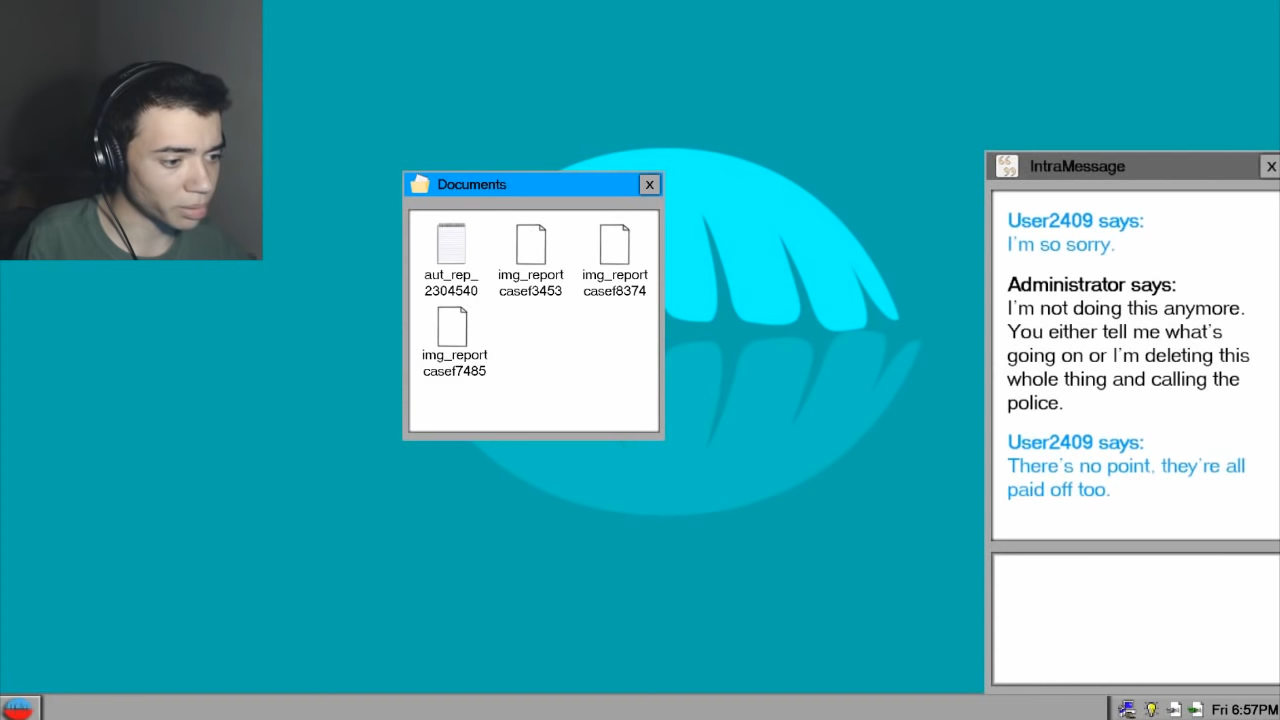 Documents
aut_rep_
2304540
img_report
casef3453
img_report
casef8374
img_report
casef7485
IntraMessage
X
User2409 says:
I'm so sorry.
Administrator says:
I'm not doing this anymore.
You either tell me what's
going on or I'm deleting this
whole thing and calling the
police.
User2409 says:
There's no point, they're all
paid off too.
X
Fri 6:57PM